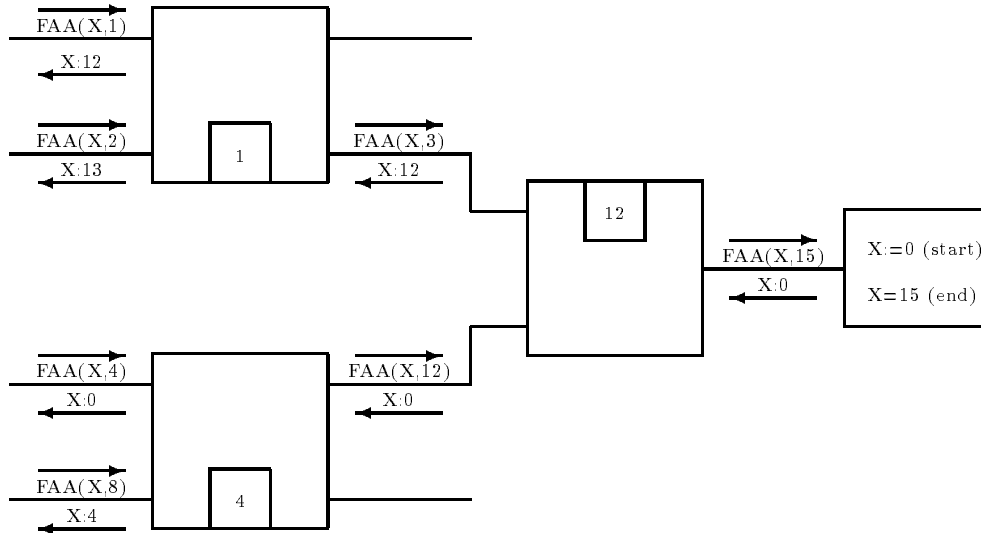 FAA(X,1)
X:12
FAA(X,2)
X:13
1
FAA(X,3)
X:12
12
FAA(X,15)
X:0
X:=0 (start)
X=15 (end)
FAA(X,4)
X:0
FAA(X,12)
X:0
FAA(X,8)
X:4
4